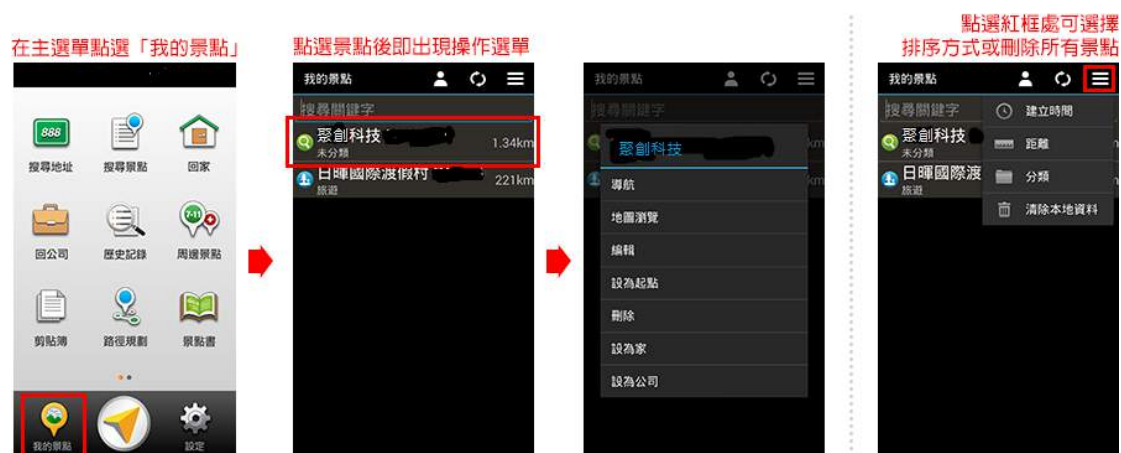 在主選單點選「我的景點」
888
搜尋地址
搜尋景點
回家
回公司
歷史記錄
7-11
周邊景點
剪貼簿
路徑規劃
景點書
我的景點
設定
點選景點後即出現操作選單
我的景點
搜尋關鍵字
聚創科技
1.34km
未分類
日暉國際渡假村
221km
旅遊
我的景點
搜尋關鍵字
聚創科技
km
導航
km
地圖瀏覽
編輯
設為起點
刪除
設為家
設為公司
點選紅框處可選擇
排序方式或刪除所有景點
我的景點
搜尋關鍵字
聚創科技
未分類
日暉國際渡
旅遊
建立時間
距離
分類
清除本地資料